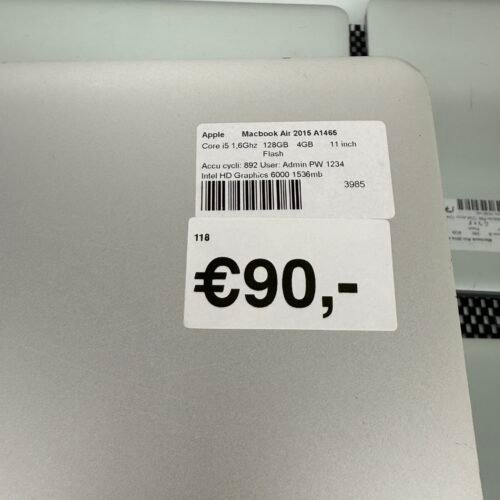 Apple Macbook Air 2015 A1465
Core i5 1,6Ghz 128GB 4GB 11 inch
Flash
Accu cycli: 892 User: Admin PW 1234
Intel HD Graphics 6000 1536mb
3985
118
€90,-